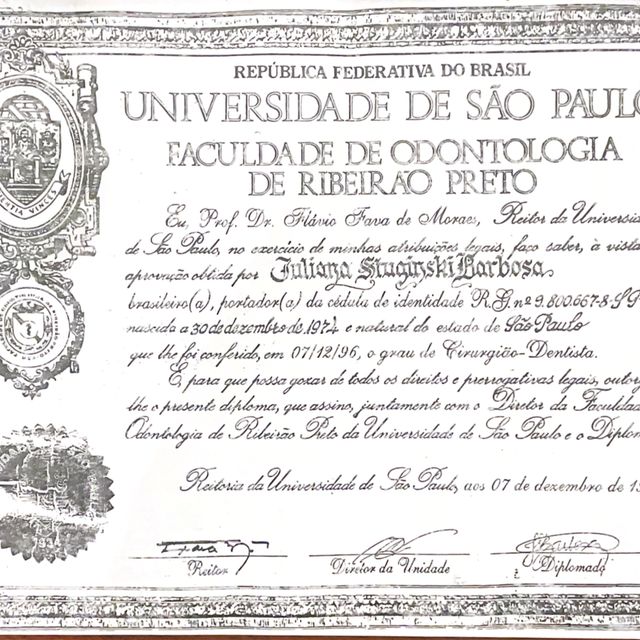 REPÚBLICA FEDERATIVA DO BRASIL
UNIVERSIDADE DE SÃO PAULO
FACULDADE DE ODONTOLOGIA
DE RIBEIRÃO PRETO
Eu, Prof. Dr. Flávio Fava de Moraes, Reitor da Universi
de São Paulo, no exercício de minhas atribuições legais, faço saber, à vista
aprovação obtida por Juliana Stuginski Barbosa
brasileiro(a), portador(a) da cédula de identidade R.G. nº 9.800.667-8-SP
nascida a 30 de dezembro de 1974 e natural do estado de São Paulo
que lhe foi conferido, em 07/12/96, o grau de Cirurgião-Dentista.
E, para que possa gozar de todos os direitos e prerrogativas legais, outor
lhe o presente diploma, que assino, juntamente com o Diretor da Faculdad
Odontologia de Ribeirão Preto da Universidade de São Paulo e o Diplom
Reitoria da Universidade de São Paulo, aos 07 de dezembro de 19
Reitor
Diretor da Unidade
Diplomado